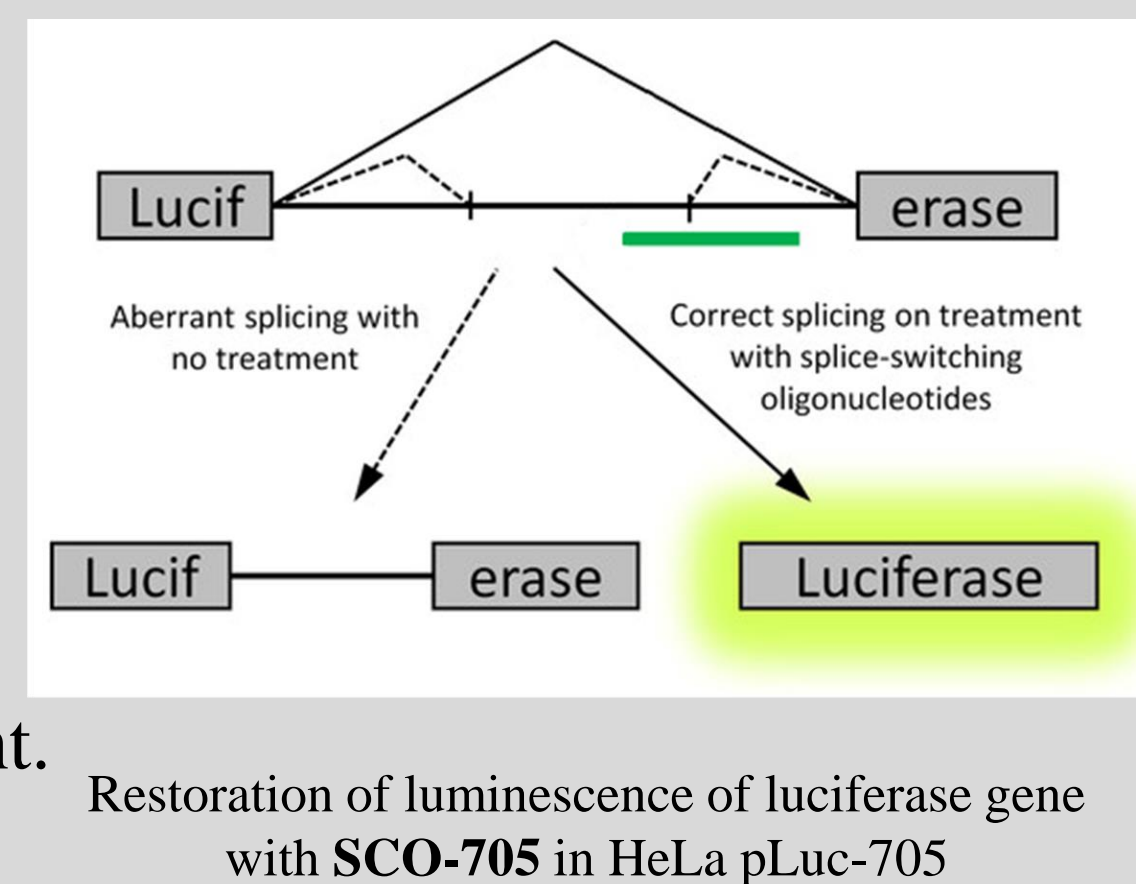 Lucif
erase
Aberrant splicing with
no treatment
Correct splicing on treatment
with splice-switching
oligonucleotides
Lucif
erase
Luciferase
nt.
Restoration of luminescence of luciferase gene
with SCO-705 in HeLa pLuc-705